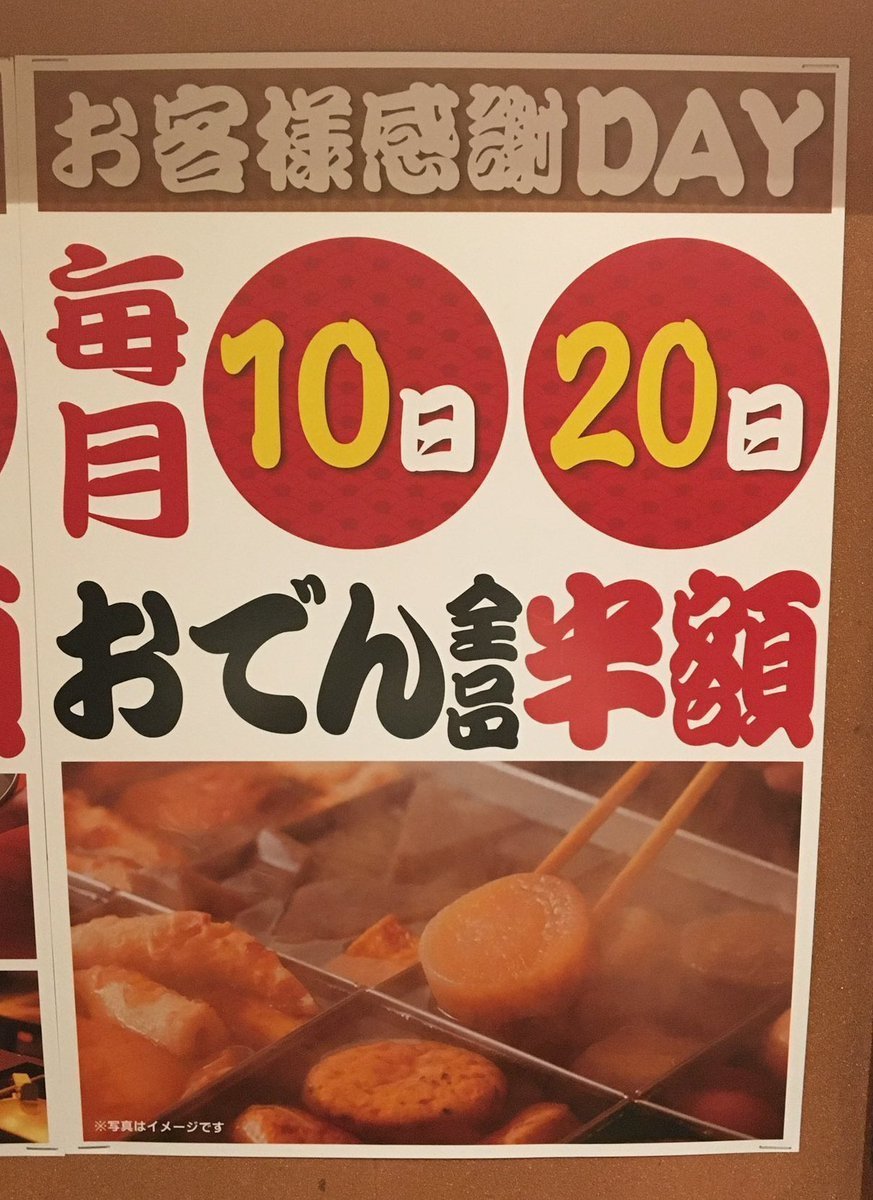 お客様感謝DAY
毎月
10日
20日
おでん全品半額
※写真はイメージです